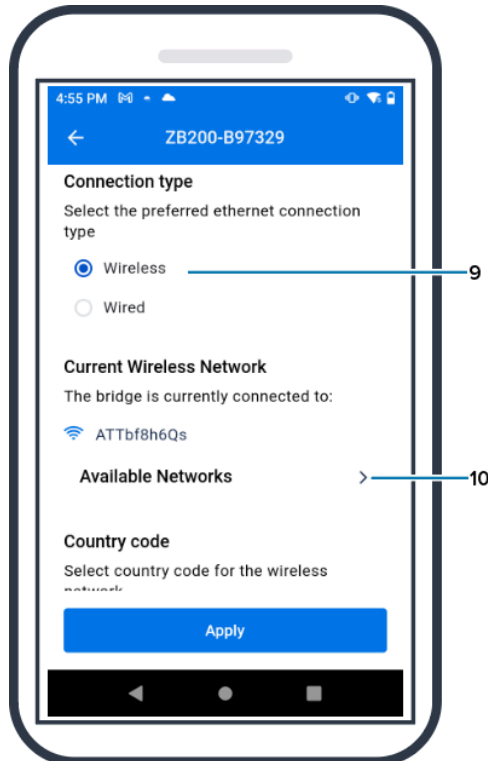 4:55 PM
ZB200-B97329
Connection type
Select the preferred ethernet connection
type
Wireless
9
Wired
Current Wireless Network
The bridge is currently connected to:
ATTbf8h6Qs
Available Networks
10
Country code
Select country code for the wireless
network
Apply